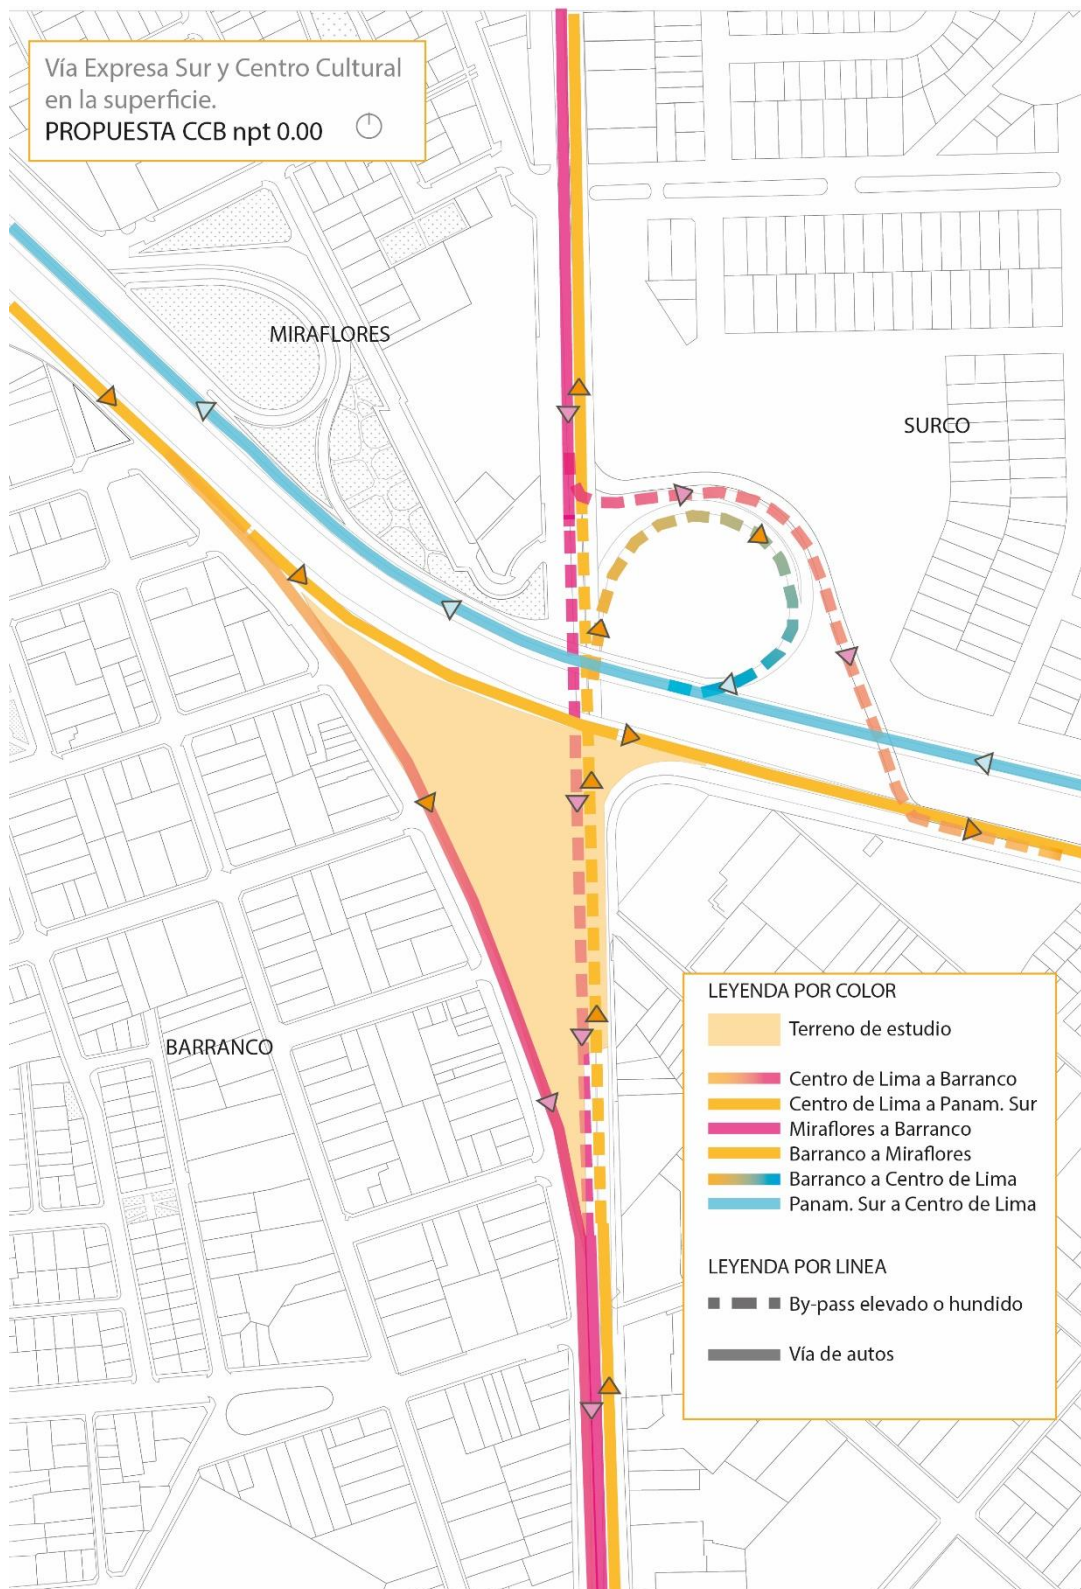 Vía Expresa Sur y Centro Cultural
en la superficie.
PROPUESTA CCB npt 0.00
MIRAFLORES
SURCO
BARRANCO
LEYENDA POR COLOR
Terreno de estudio
Centro de Lima a Barranco
Centro de Lima a Panam. Sur
Miraflores a Barranco
Barranco a Miraflores
Barranco a Centro de Lima
Panam. Sur a Centro de Lima
LEYENDA POR LINEA
By-pass elevado o hundido
Vía de autos